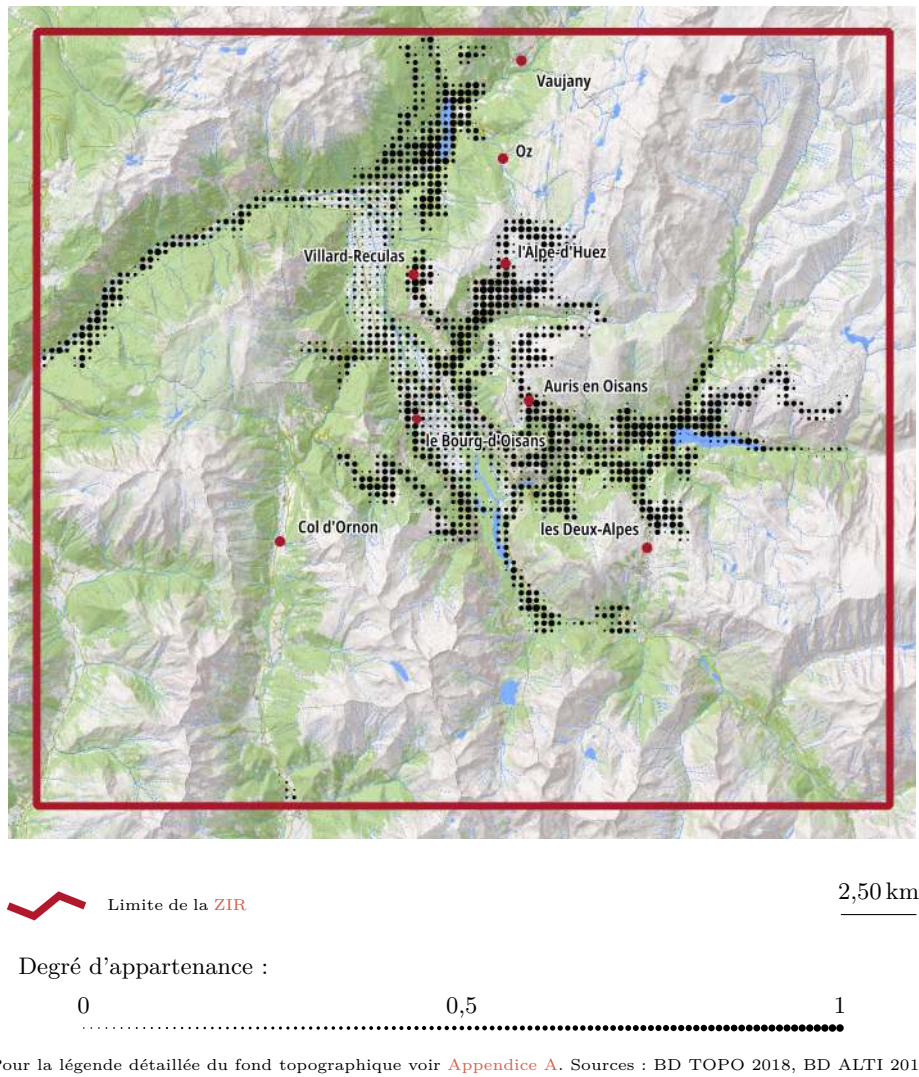 Vaujany
Oz
l'Alpe-d'Huez
Villard-Reculas
Auris en Oisans
le Bourg-d'Oisans
Col d'Ornon
les Deux-Alpes
Limite de la ZIR
2,50 km
Degré d'appartenance :
0 0,5 1
our la légende détaillée du fond topographique voir Appendice A. Sources : BD TOPO 2018, BD ALTI 201